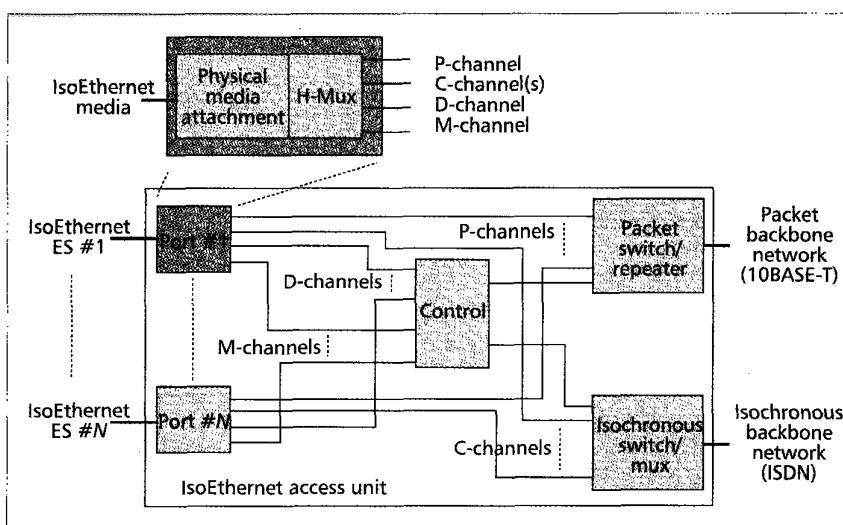 IsoEthernet
media
Physical
media
attachment
H-Mux
P-channel
C-channel(s)
D-channel
M-channel
IsoEthernet
ES #1
Port #1
P-channels
Packet
switch/
repeater
Packet
backbone
network
(10BASE-T)
D-channels
Control
M-channels
IsoEthernet
ES #N
Port #N
C-channels
Isochronous
switch/
mux
Isochronous
backbone
network
(ISDN)
IsoEthernet access unit